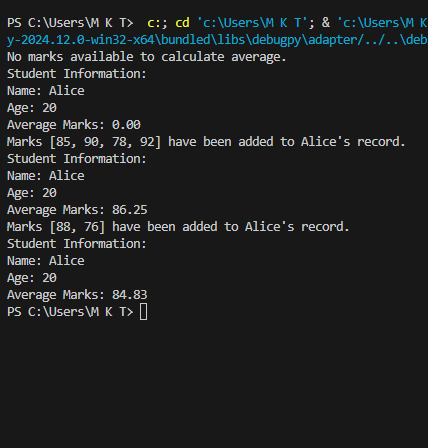 PS C:\Users\M K T>  c:; cd 'c:\Users\M K T'; & 'c:\Users\M K
y-2024.12.0-win32-x64\bundled\libs\debugpy\adapter/../..\deb
No marks available to calculate average.
Student Information:
Name: Alice
Age: 20
Average Marks: 0.00
Marks [85, 90, 78, 92] have been added to Alice's record.
Student Information:
Name: Alice
Age: 20
Average Marks: 86.25
Marks [88, 76] have been added to Alice's record.
Student Information:
Name: Alice
Age: 20
Average Marks: 84.83
PS C:\Users\M K T>